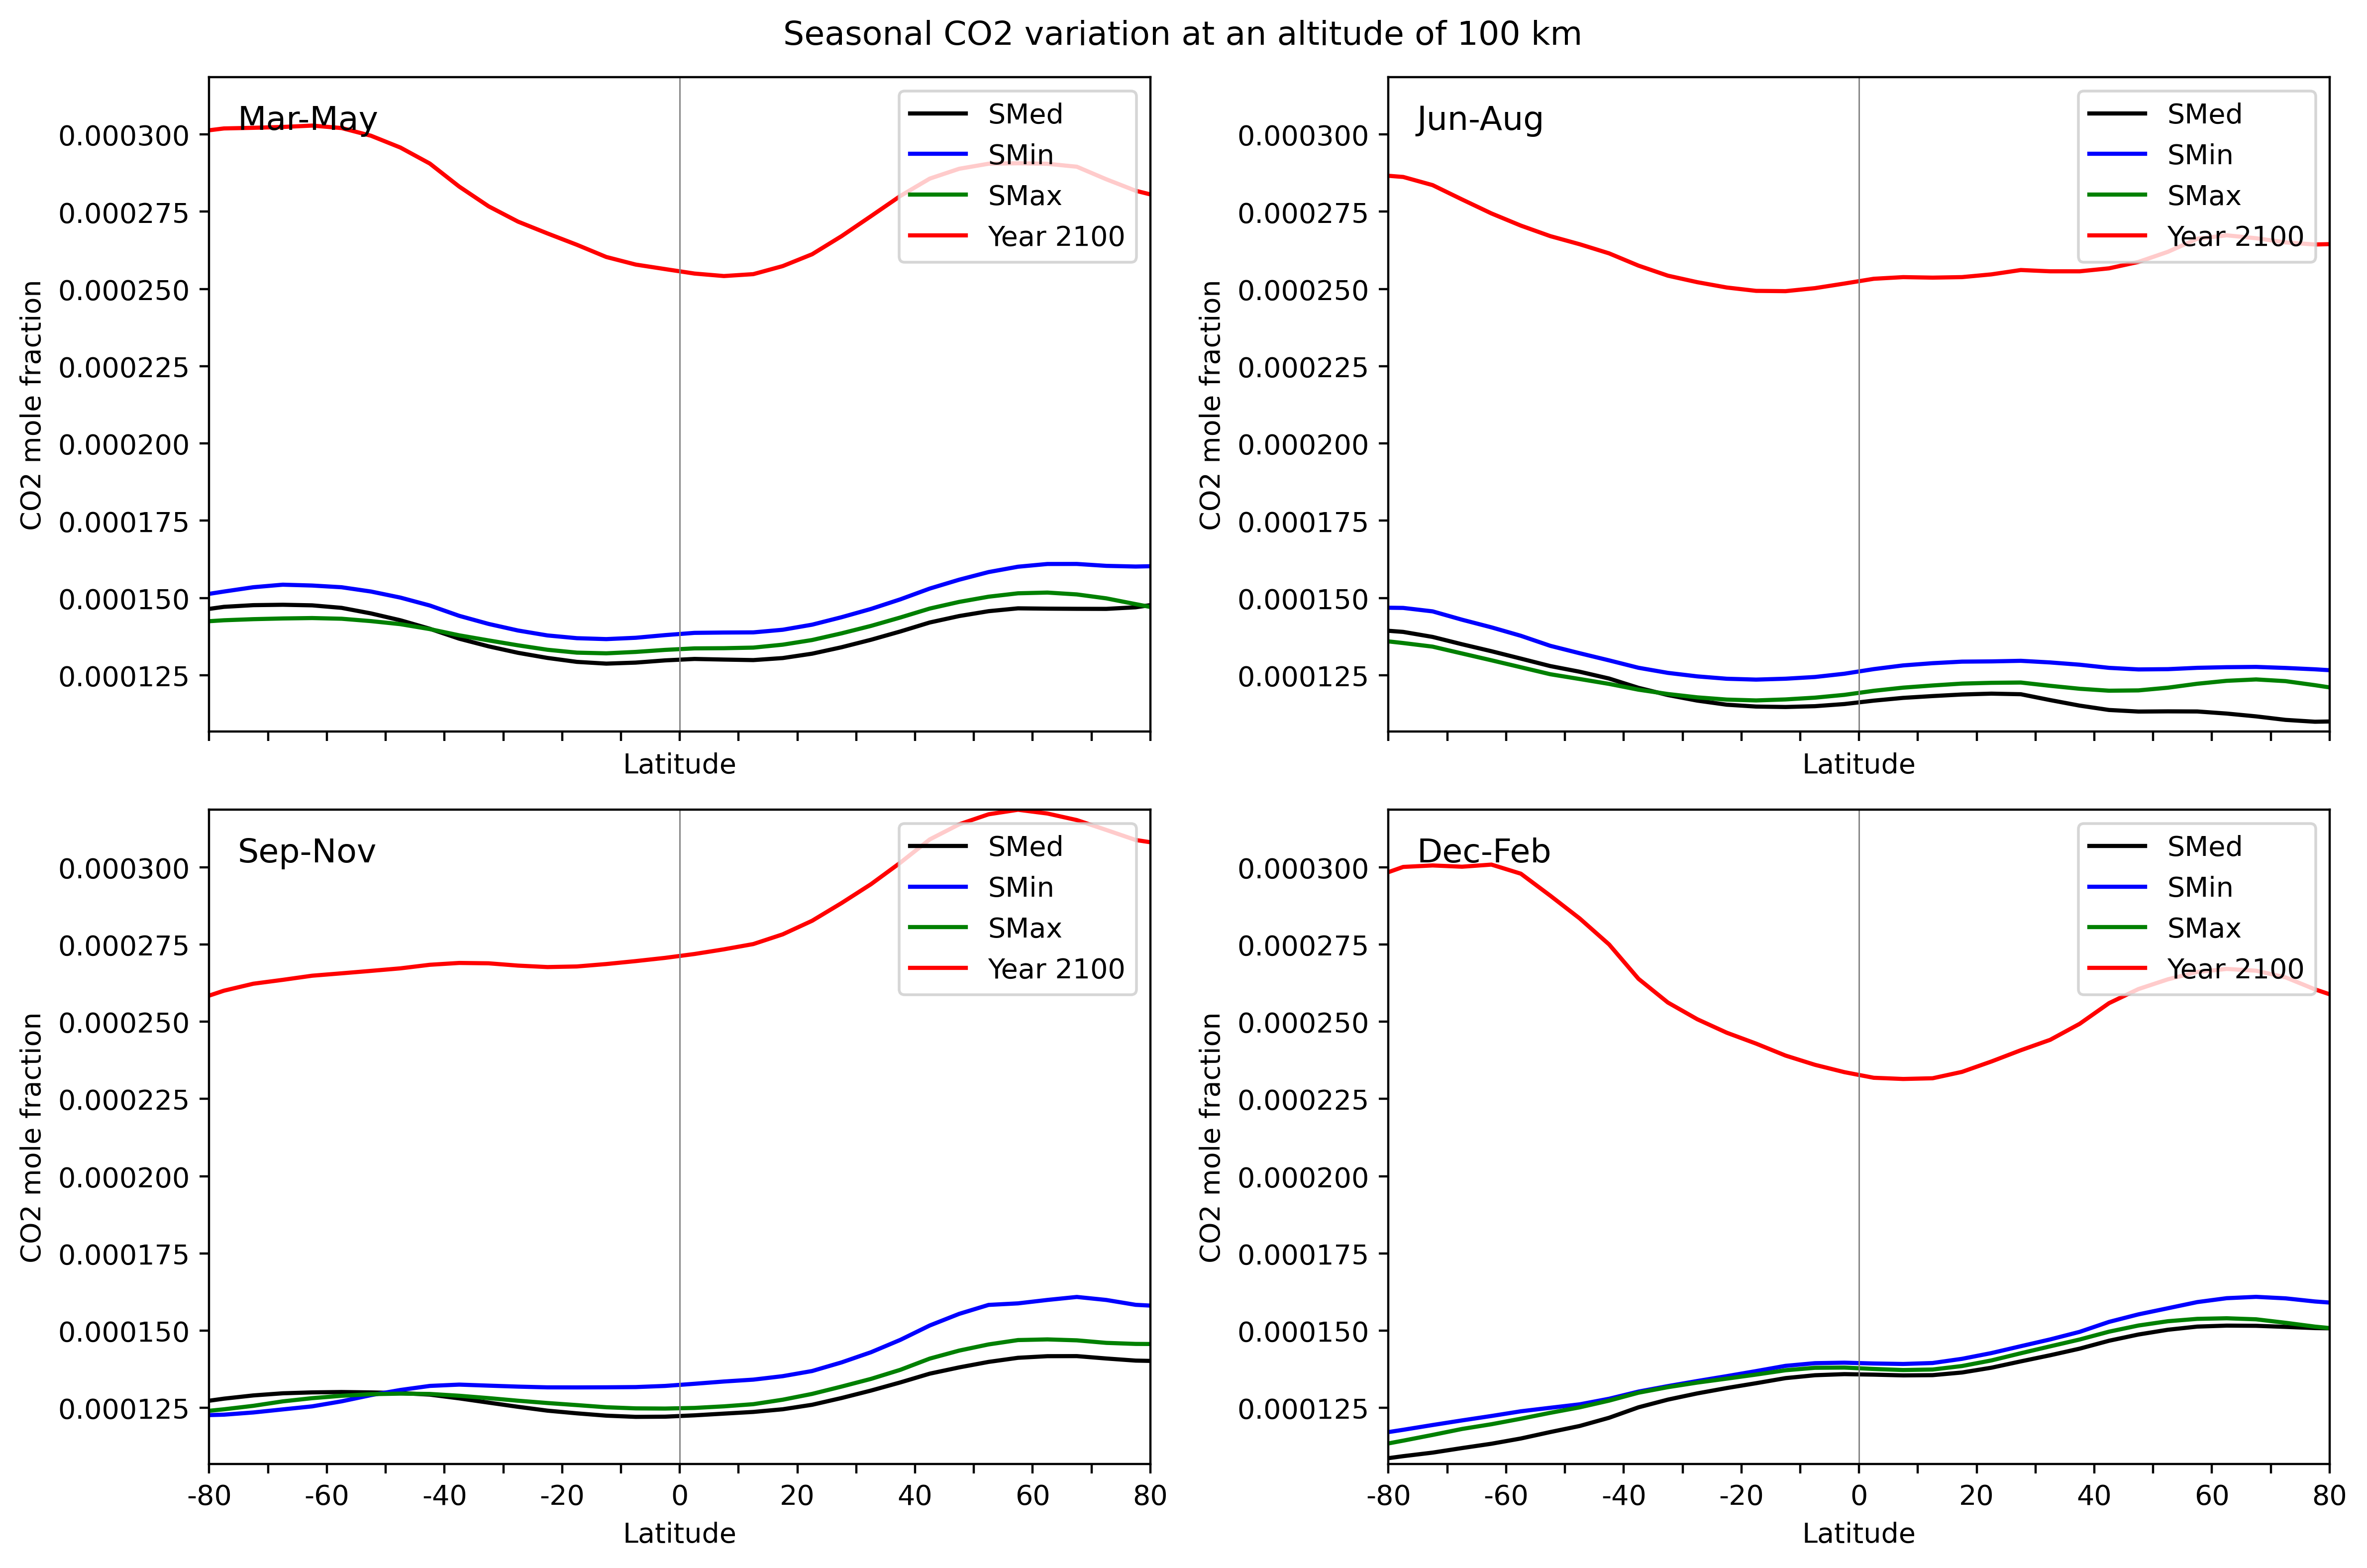 Seasonal CO2 variation at an altitude of 100 km
Mar-May
SMed
SMin
SMax
Year 2100
0.000300
0.000275
0.000250
0.000225
0.000200
0.000175
0.000150
0.000125
CO2 mole fraction
Latitude
Jun-Aug
SMed
SMin
SMax
Year 2100
0.000300
0.000275
0.000250
0.000225
0.000200
0.000175
0.000150
0.000125
CO2 mole fraction
Latitude
Sep-Nov
SMed
SMin
SMax
Year 2100
0.000300
0.000275
0.000250
0.000225
0.000200
0.000175
0.000150
0.000125
CO2 mole fraction
-80 -60 -40 -20 0 20 40 60 80
Latitude
Dec-Feb
SMed
SMin
SMax
Year 2100
0.000300
0.000275
0.000250
0.000225
0.000200
0.000175
0.000150
0.000125
CO2 mole fraction
-80 -60 -40 -20 0 20 40 60 80
Latitude